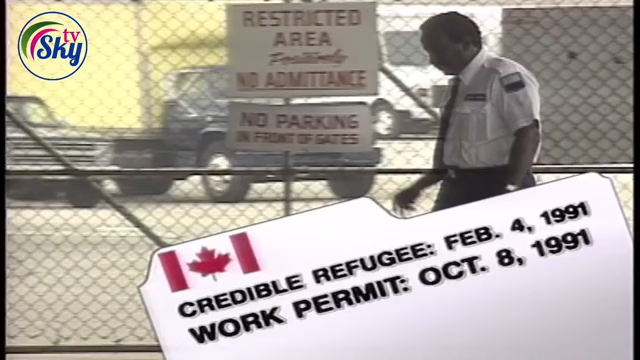 Sky tv
RESTRICTED
AREA
Positively
NO ADMITTANCE
NO PARKING
IN FRONT OF GATES
CREDIBLE REFUGEE: FEB. 4, 1991
WORK PERMIT: OCT. 8, 1991